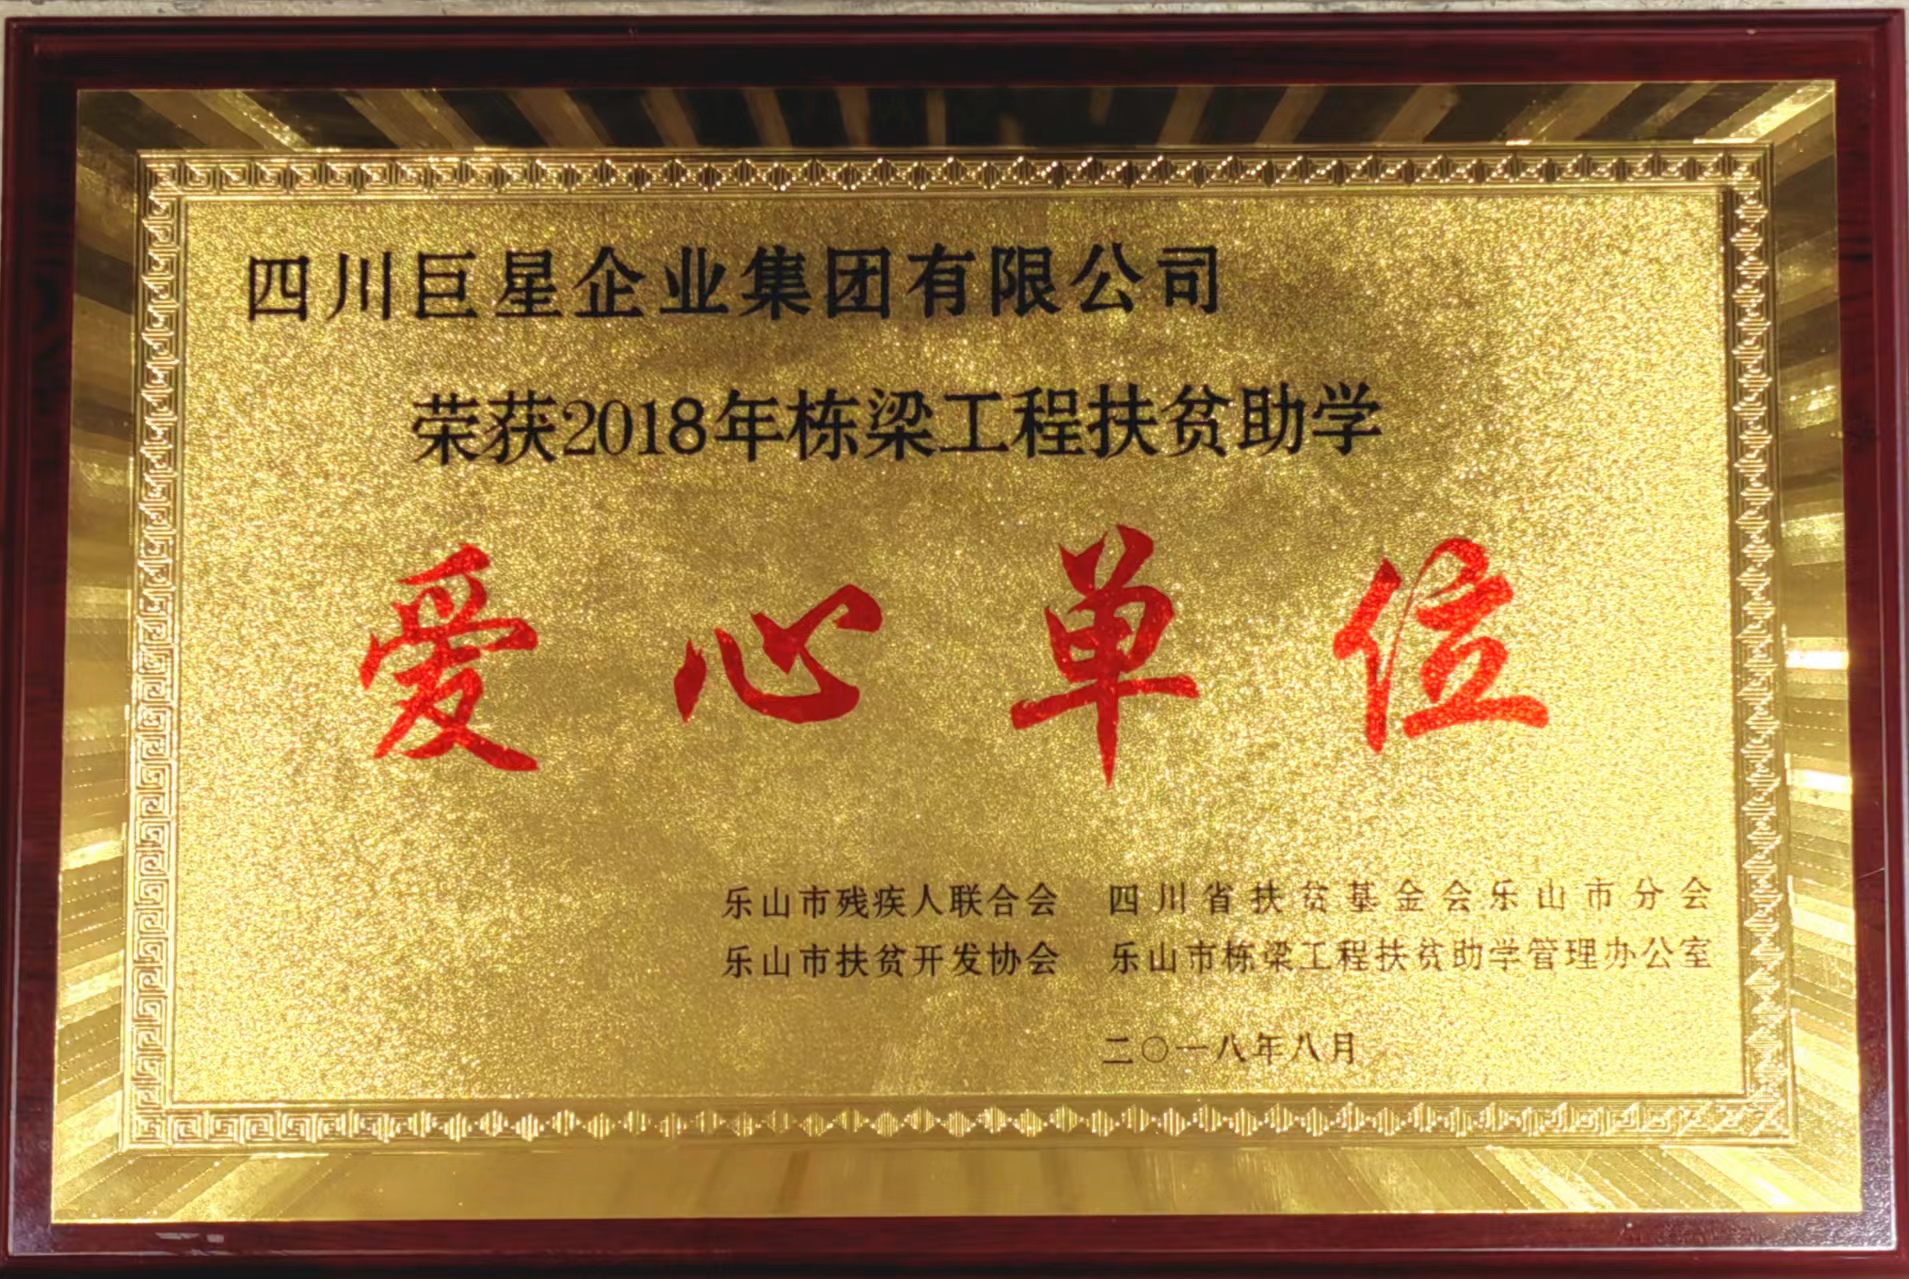 四川巨星企业集团有限公司
荣获2018年栋梁工程扶贫助学
爱心单位
乐山市残疾人联合会 四川省扶贫基金会乐山市分会
乐山市扶贫开发协会 乐山市栋梁工程扶贫助学管理办公室
二〇一八年八月